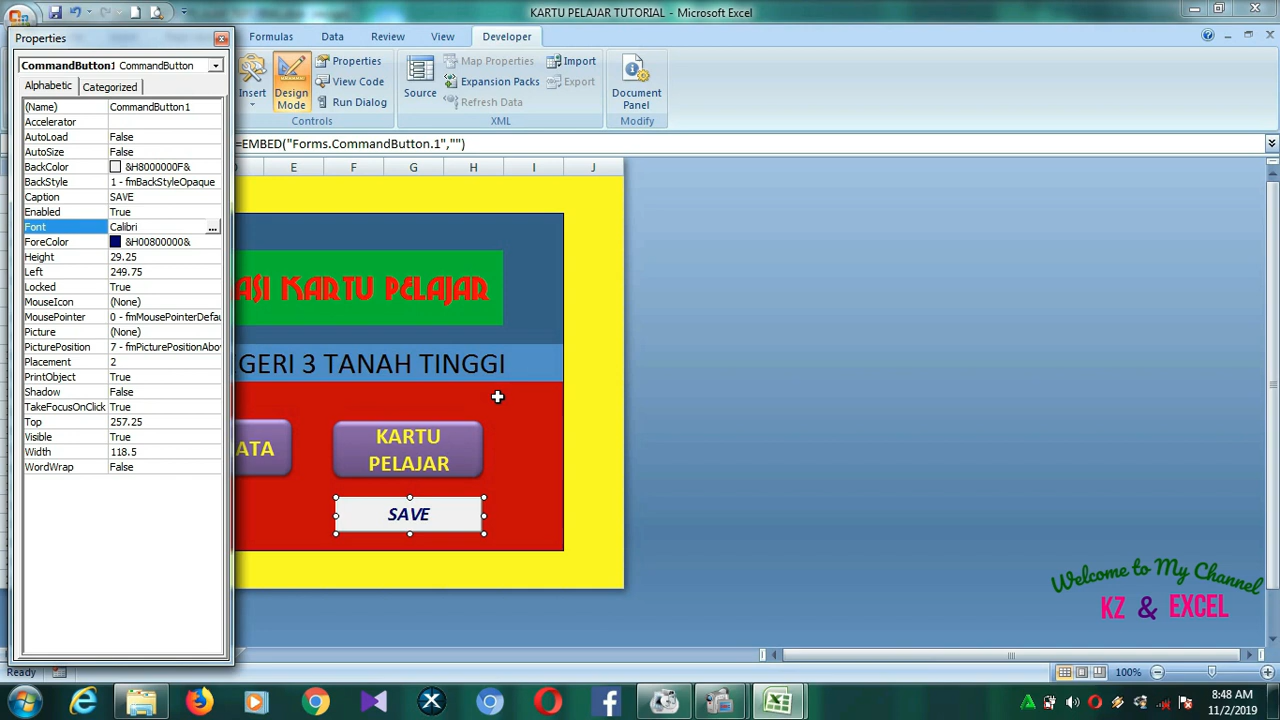 KARTU PELAJAR TUTORIAL - Microsoft Excel
Properties
Formulas Data Review View Developer
CommandButton1 CommandButton
Alphabetic Categorized
(Name) CommandButton1
Accelerator
AutoLoad False
AutoSize False
BackColor &H8000000F&
BackStyle 1 - fmBackStyleOpaque
Caption SAVE
Enabled True
Font Calibri ...
ForeColor &H00800000&
Height 29.25
Left 249.75
Locked True
MouseIcon (None)
MousePointer 0 - fmMousePointerDefau
Picture (None)
PicturePosition 7 - fmPicturePositionAbov
Placement 2
PrintObject True
Shadow False
TakeFocusOnClick True
Top 257.25
Visible True
Width 118.5
WordWrap False
Insert
Design
Mode
Properties
View Code
Run Dialog
Controls
Source
Map Properties
Expansion Packs
Refresh Data
Import
Export
XML
Document
Panel
Modify
=EMBED("Forms.CommandButton.1","")
E F G H I J
ASI KARTU PELAJAR
GERI 3 TANAH TINGGI
ATA
KARTU
PELAJAR
SAVE
Welcome to My Channel
KZ & EXCEL
Ready
100%
8:48 AM
11/2/2019